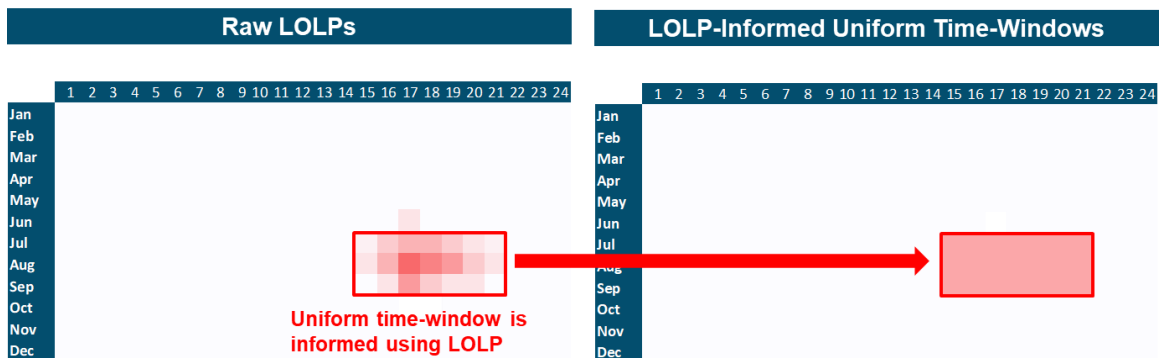 Raw LOLPs
LOLP-Informed Uniform Time-Windows
1 2 3 4 5 6 7 8 9 10 11 12 13 14 15 16 17 18 19 20 21 22 23 24
Jan
Feb
Mar
Apr
May
Jun
Jul
Aug
Sep
Oct
Nov
Dec
Uniform time-window is
informed using LOLP
1 2 3 4 5 6 7 8 9 10 11 12 13 14 15 16 17 18 19 20 21 22 23 24
Jan
Feb
Mar
Apr
May
Jun
Jul
Aug
Sep
Oct
Nov
Dec